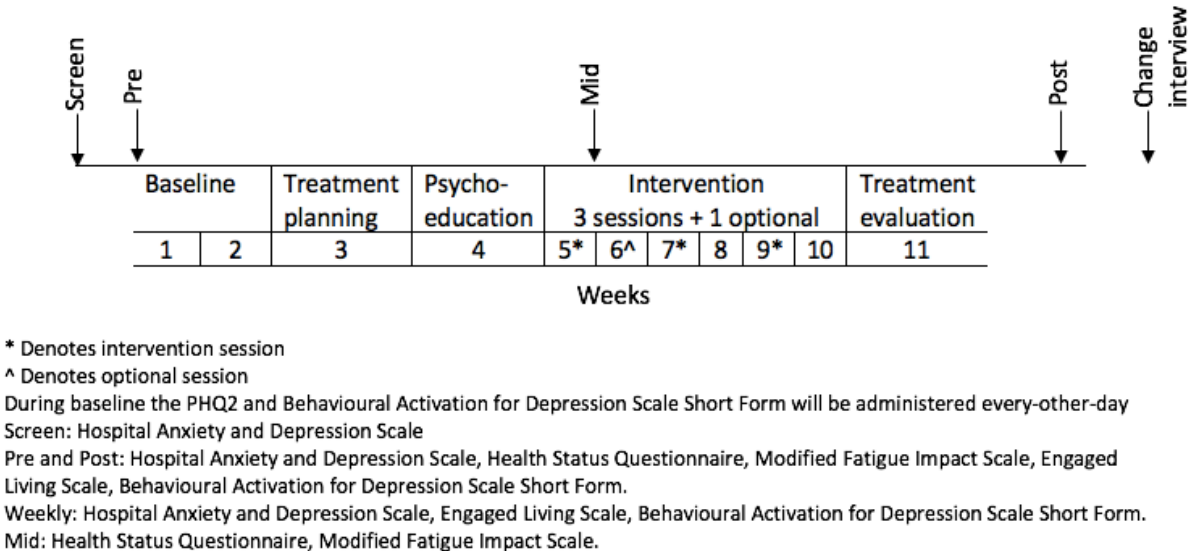 Screen
Pre
Mid
Post
Change
interview
Baseline
Treatment
planning
Psycho-
education
Intervention
3 sessions + 1 optional
Treatment
evaluation
1 2 3 4 5* 6^ 7* 8 9* 10 11
Weeks
* Denotes intervention session
^ Denotes optional session
During baseline the PHQ2 and Behavioural Activation for Depression Scale Short Form will be administered every-other-day
Screen: Hospital Anxiety and Depression Scale
Pre and Post: Hospital Anxiety and Depression Scale, Health Status Questionnaire, Modified Fatigue Impact Scale, Engaged
Living Scale, Behavioural Activation for Depression Scale Short Form.
Weekly: Hospital Anxiety and Depression Scale, Engaged Living Scale, Behavioural Activation for Depression Scale Short Form.
Mid: Health Status Questionnaire, Modified Fatigue Impact Scale.